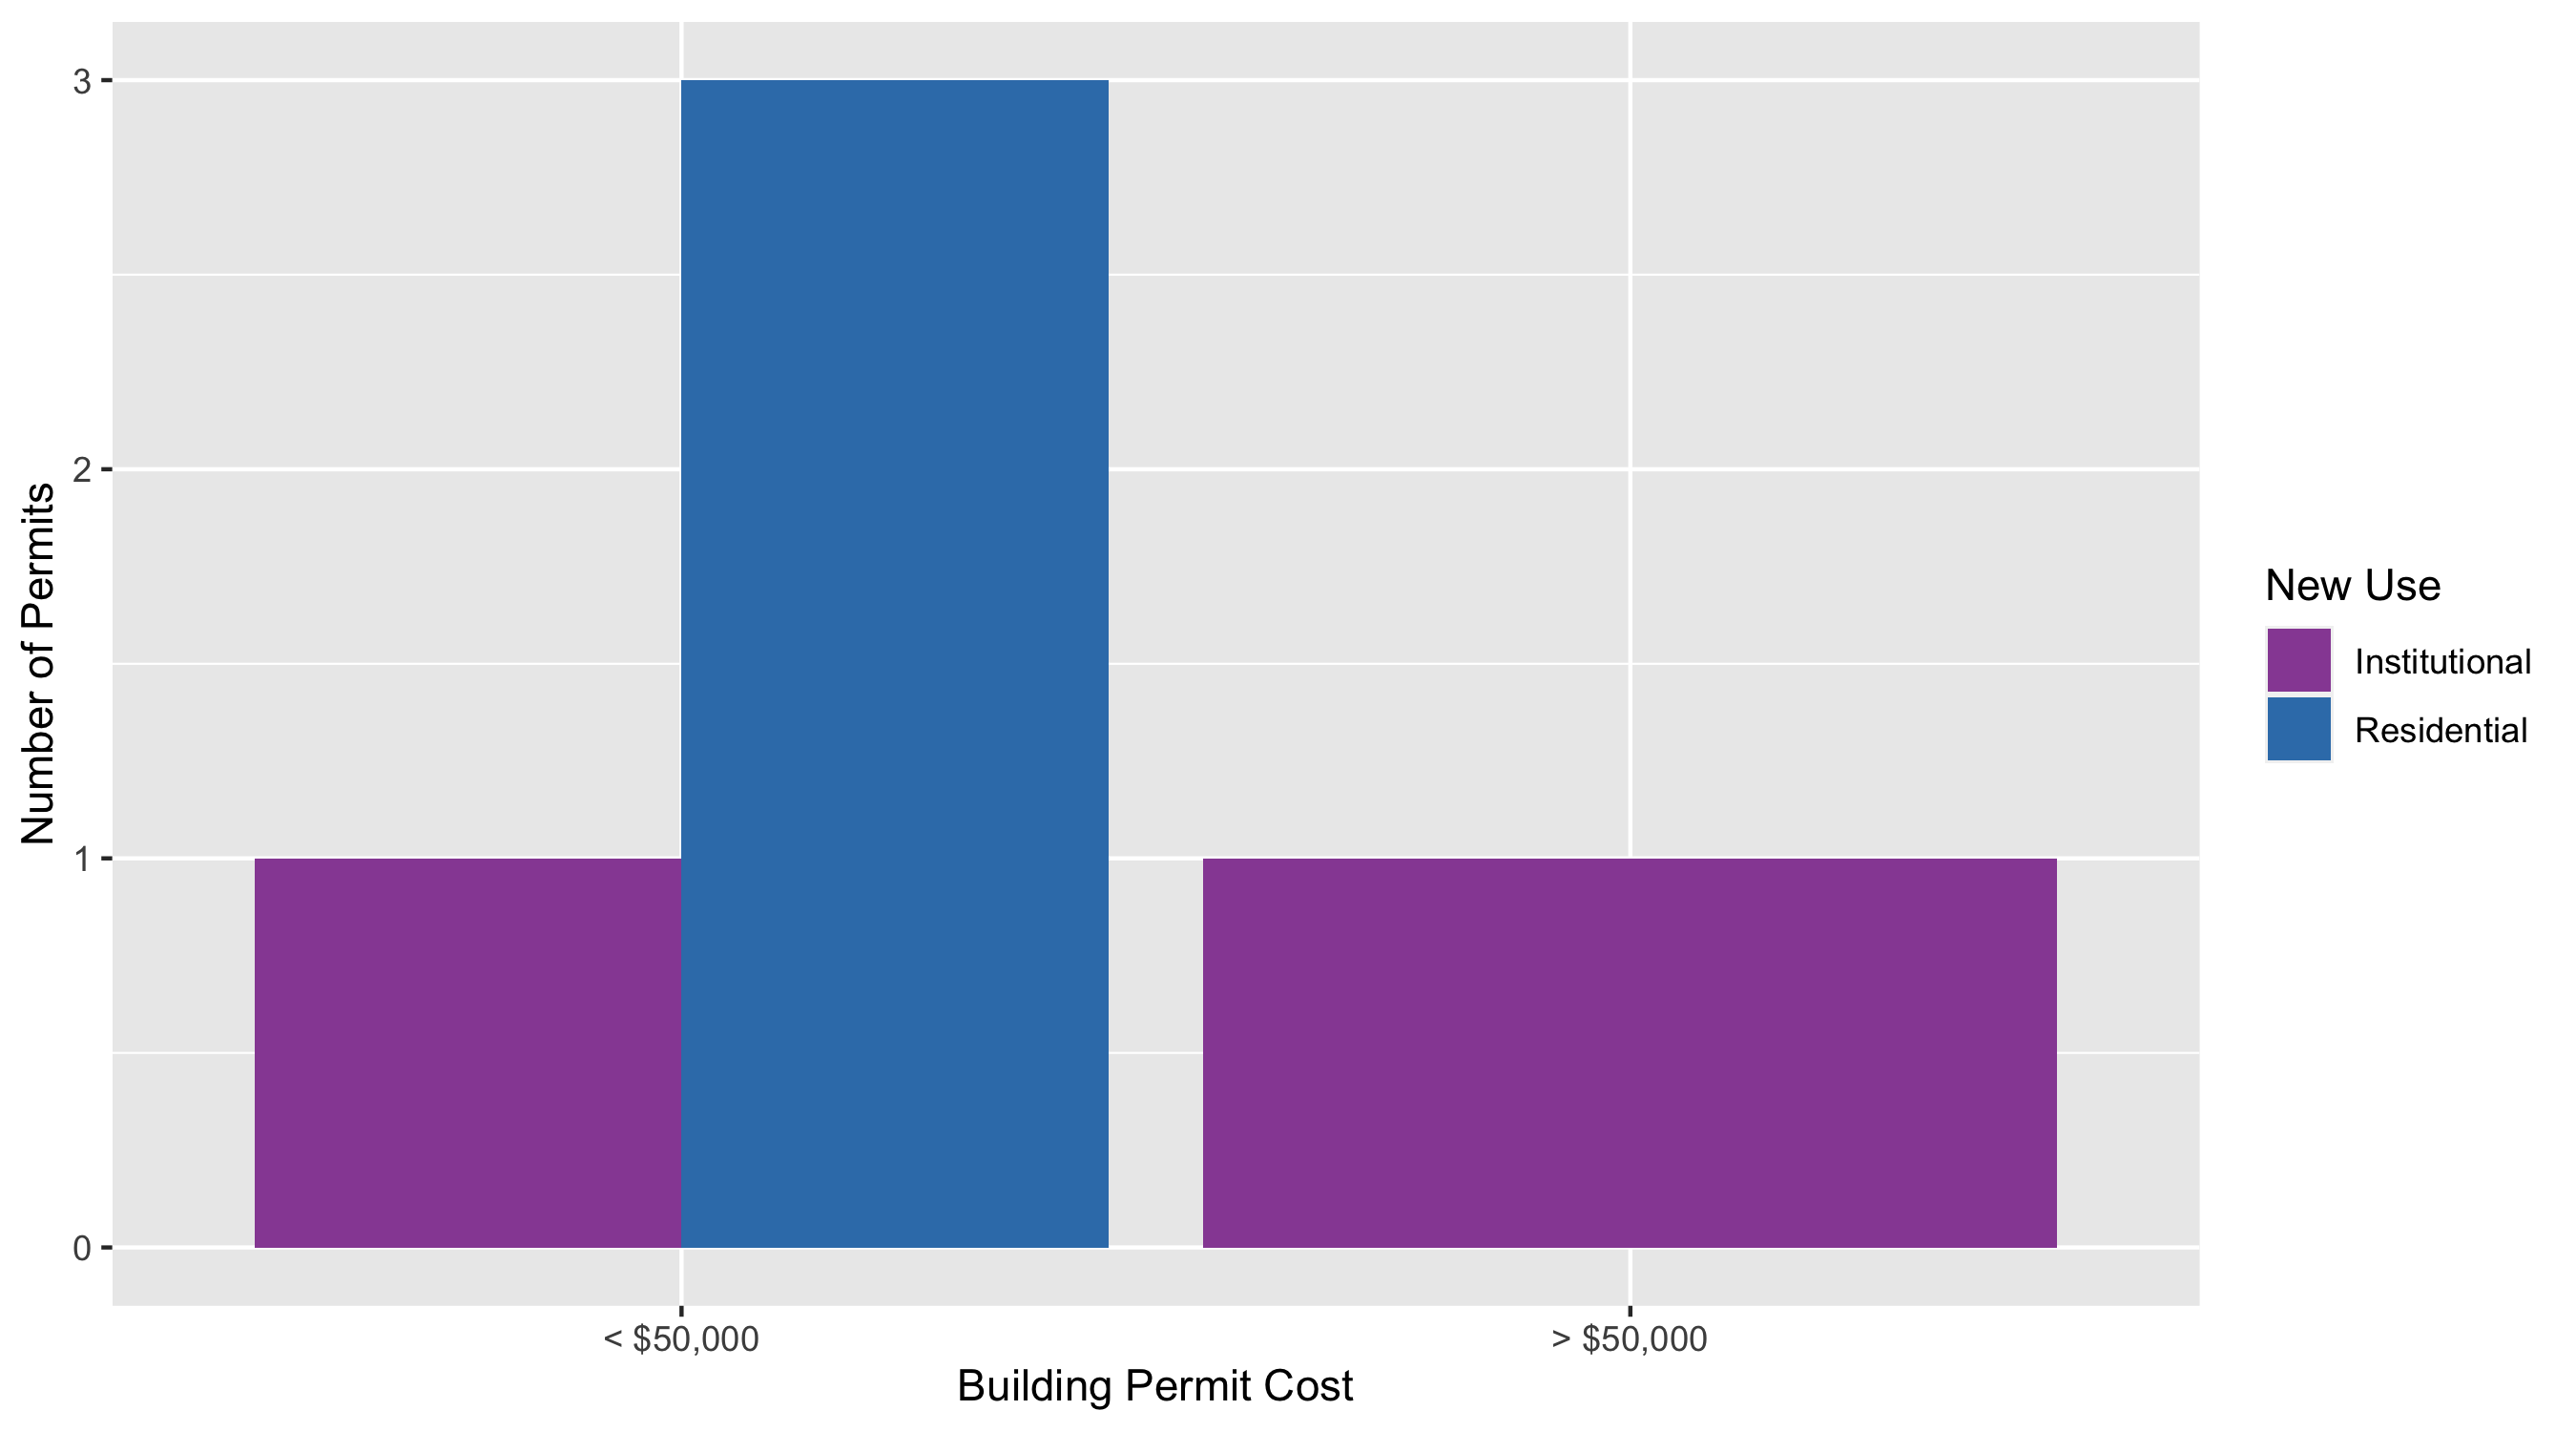 3
2
1
0
Number of Permits
< $50,000
> $50,000
Building Permit Cost
New Use
Institutional
Residential